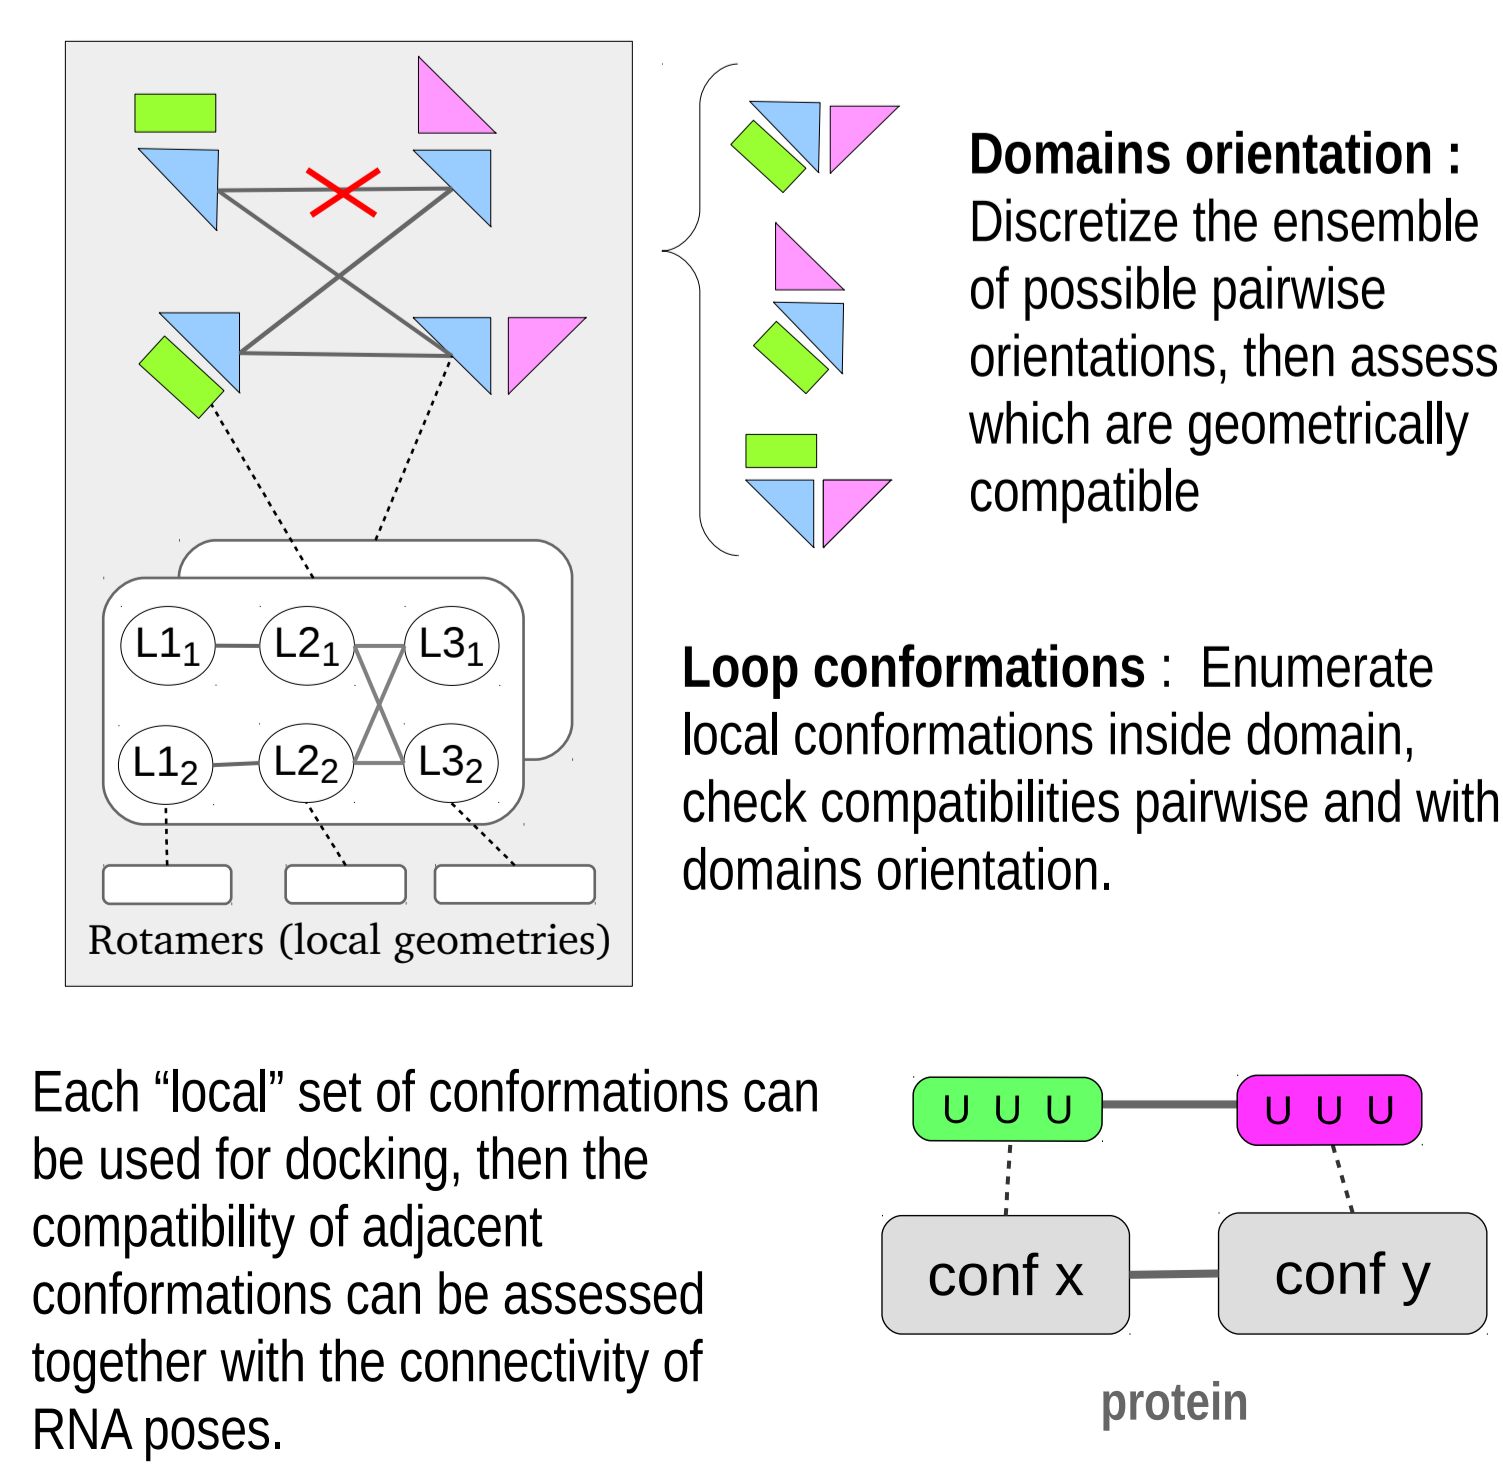 Domains orientation :
Discretize the ensemble
of possible pairwise
orientations, then assess
which are geometrically
compatible
L1₁ L2₁ L3₁
L1₂ L2₂ L3₂
Rotamers (local geometries)
Loop conformations : Enumerate
local conformations inside domain,
check compatibilities pairwise and with
domains orientation.
Each “local” set of conformations can
be used for docking, then the
compatibility of adjacent
conformations can be assessed
together with the connectivity of
RNA poses.
U U U U U U
conf x conf y
protein